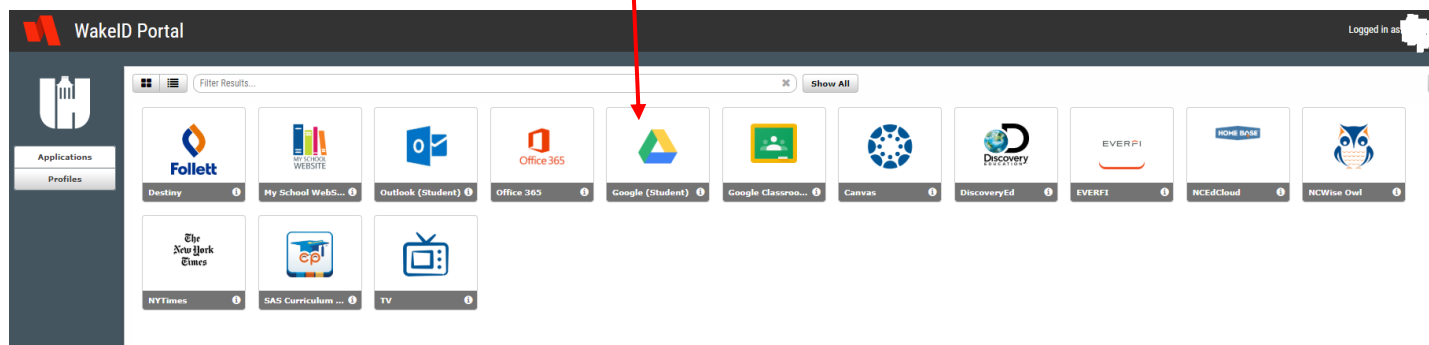 WakeID Portal
Logged in as
Filter Results...
Show All
Applications
Profiles
Follett
Destiny
MY SCHOOL
WEBSITE
My School WebS...
Outlook (Student)
Office 365
Office 365
Google (Student)
Google Classroo...
Canvas
Discovery
EDUCATION
DiscoveryEd
EVERFI
EVERFI
HOME BASE
NCEdCloud
NCWise Owl
The
New York
Times
NYTimes
cp
SAS Curriculum ...
TV